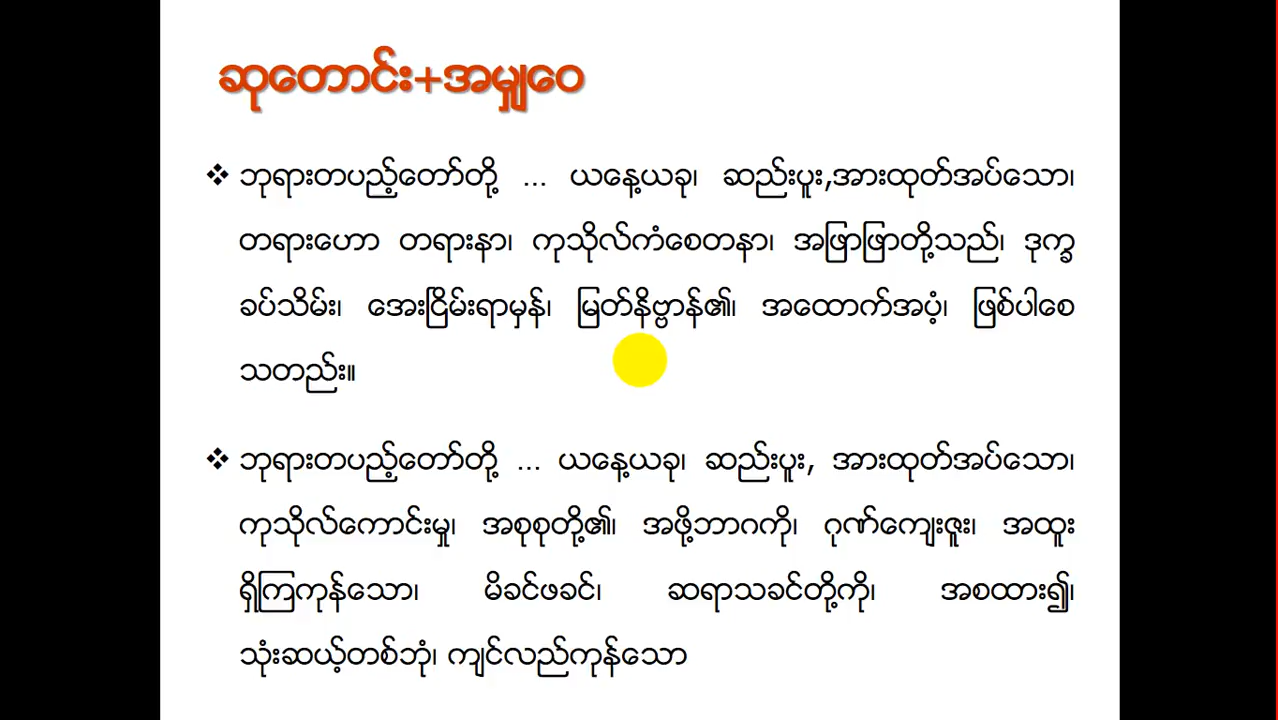 ဆုတောင်း+အမျှဝေ
❖ ဘုရားတပည့်တော်တို့ ... ယနေ့ယခု၊ ဆည်းပူး,အားထုတ်အပ်သော၊
တရားဟော တရားနာ၊ ကုသိုလ်ကံစေတနာ၊ အဖြာဖြာတို့သည်၊ ဒုက္ခ
ခပ်သိမ်း၊ အေးငြိမ်းရာမှန်၊ မြတ်နိဗ္ဗာန်၏၊ အထောက်အပံ့၊ ဖြစ်ပါစေ
သတည်း။
❖ ဘုရားတပည့်တော်တို့ ... ယနေ့ယခု၊ ဆည်းပူး, အားထုတ်အပ်သော၊
ကုသိုလ်ကောင်းမှု၊ အစုစုတို့၏၊ အဖို့ဘာဂကို၊ ဂုဏ်ကျေးဇူး၊ အထူး
ရှိကြကုန်သော၊ မိခင်ဖခင်၊ ဆရာသခင်တို့ကို၊ အစထား၍၊
သုံးဆယ့်တစ်ဘုံ၊ ကျင်လည်ကုန်သော